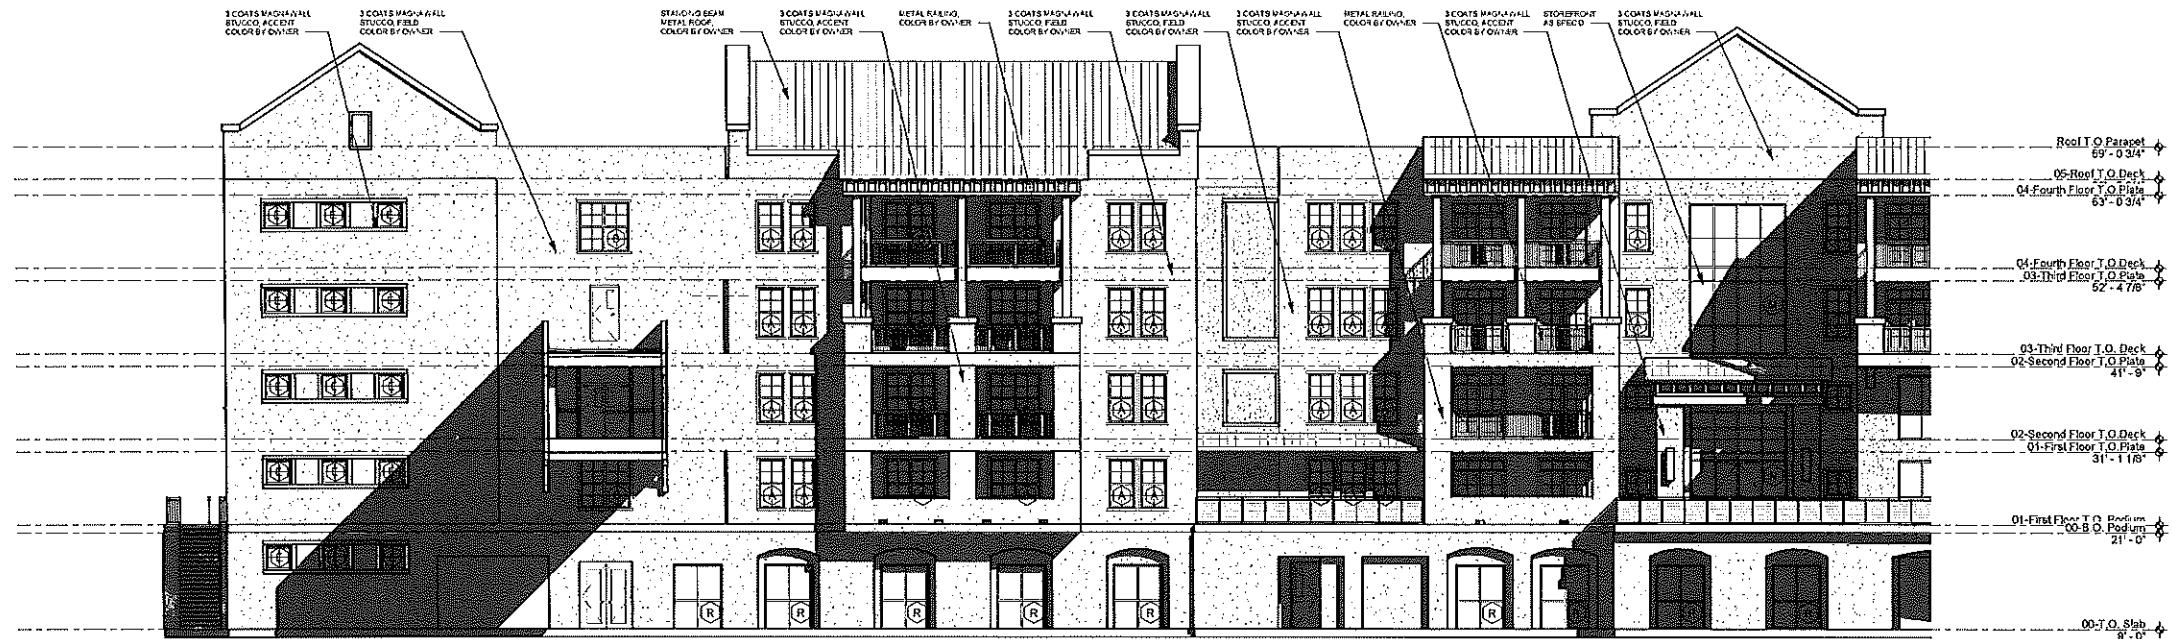 3 COATS MAGNAWALL
STUCCO, ACCENT
COLOR BY OWNER
3 COATS MAGNAWALL
STUCCO, FIELD
COLOR BY OWNER
STANDING SEAM
METAL ROOF,
COLOR BY OWNER
3 COATS MAGNAWALL
STUCCO, ACCENT
COLOR BY OWNER
METAL RAILING,
COLOR BY OWNER
3 COATS MAGNAWALL
STUCCO, FIELD
COLOR BY OWNER
3 COATS MAGNAWALL
STUCCO, FIELD
COLOR BY OWNER
3 COATS MAGNAWALL
STUCCO, ACCENT
COLOR BY OWNER
METAL RAILING,
COLOR BY OWNER
3 COATS MAGNAWALL
STUCCO, ACCENT
COLOR BY OWNER
STOREFRONT
AS SPEC'D
3 COATS MAGNAWALL
STUCCO, FIELD
COLOR BY OWNER
Roof T.O. Parapet
69' - 0 3/4"
05-Roof T.O. Deck
04-Fourth Floor T.O. Plate
63' - 0 3/4"
04-Fourth Floor T.O. Deck
03-Third Floor T.O. Plate
52' - 4 7/8"
03-Third Floor T.O. Deck
02-Second Floor T.O. Plate
41' - 9"
02-Second Floor T.O. Deck
01-First Floor T.O. Plate
31' - 1 1/8"
01-First Floor T.O. Podium
00-B.O. Podium
21' - 0"
00-T.O. Slab
8' - 0"
R R R R R R R R